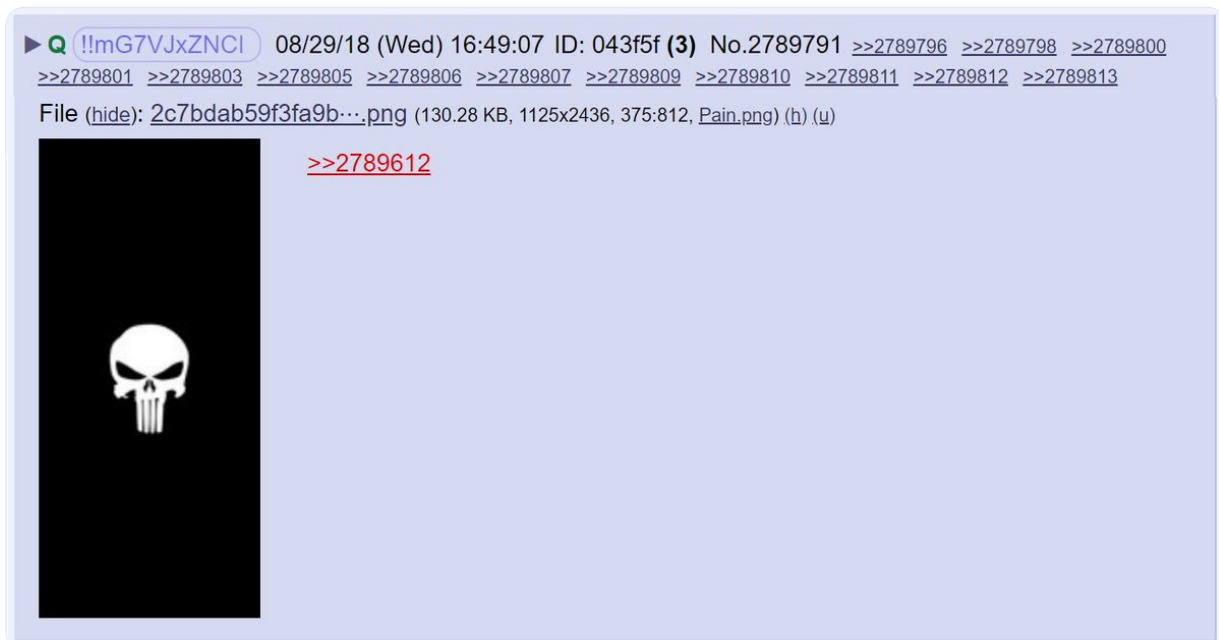 ▶ Q !!mG7VJxZNCI 08/29/18 (Wed) 16:49:07 ID: 043f5f (3) No.2789791 >>2789796 >>2789798 >>2789800
>>2789801 >>2789803 >>2789805 >>2789806 >>2789807 >>2789809 >>2789810 >>2789811 >>2789812 >>2789813
File (hide): 2c7bdab59f3fa9b⋯.png (130.28 KB, 1125x2436, 375:812, Pain.png) (h) (u)
>>2789612